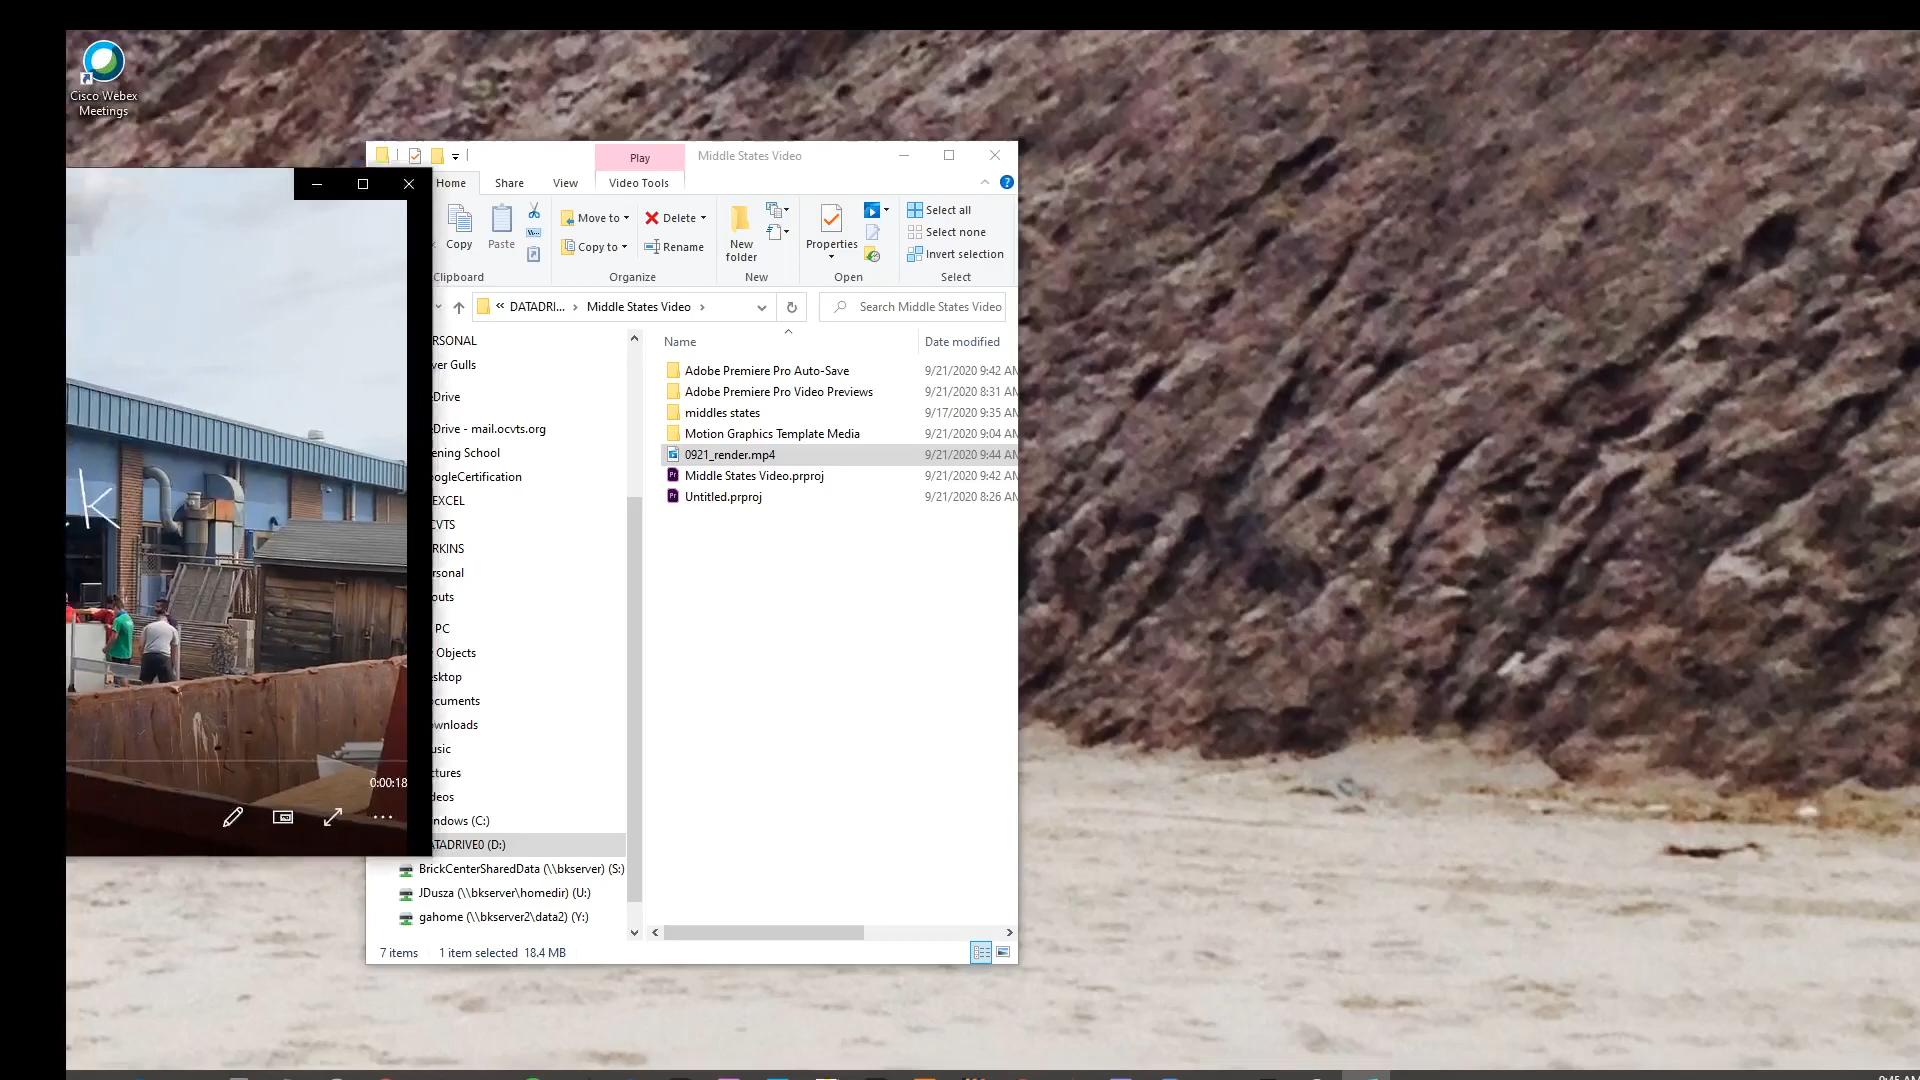 Cisco Webex
Meetings
Play
Middle States Video
Home
Share
View
Video Tools
Copy
Paste
Move to
Copy to
Delete
Rename
New
folder
Properties
Select all
Select none
Invert selection
Clipboard
Organize
New
Open
Select
« DATADRI... › Middle States Video ›
Search Middle States Video
Name
Date modified
RSONAL
ver Gulls
eDrive
eDrive - mail.ocvts.org
ening School
oogleCertification
EXCEL
CVTS
RKINS
rsonal
outs
PC
Objects
sktop
cuments
wnloads
usic
ctures
deos
indows (C:)
ATADRIVE0 (D:)
BrickCenterSharedData (\\bkserver) (S:)
JDusza (\\bkserver\homedir) (U:)
gahome (\\bkserver2\data2) (Y:)
Adobe Premiere Pro Auto-Save 9/21/2020 9:42 AM
Adobe Premiere Pro Video Previews 9/21/2020 8:31 AM
middles states 9/17/2020 9:35 AM
Motion Graphics Template Media 9/21/2020 9:04 AM
0921_render.mp4 9/21/2020 9:44 AM
Middle States Video.prproj 9/21/2020 9:42 AM
Untitled.prproj 9/21/2020 8:26 AM
7 items
1 item selected 18.4 MB
k
0:00:18